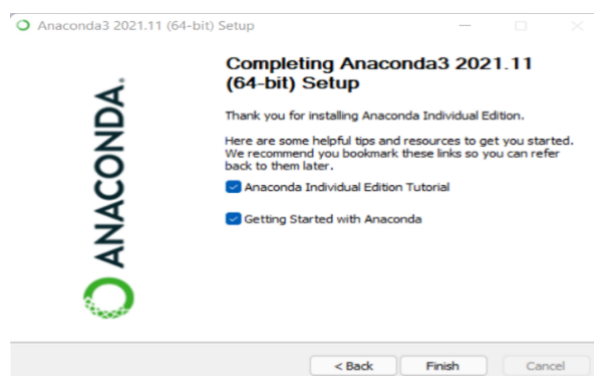 Anaconda3 2021.11 (64-bit) Setup
Completing Anaconda3 2021.11
(64-bit) Setup
Thank you for installing Anaconda Individual Edition.
Here are some helpful tips and resources to get you started.
We recommend you bookmark these links so you can refer
back to them later.
Anaconda Individual Edition Tutorial
Getting Started with Anaconda
ANACONDA.
< Back
Finish
Cancel